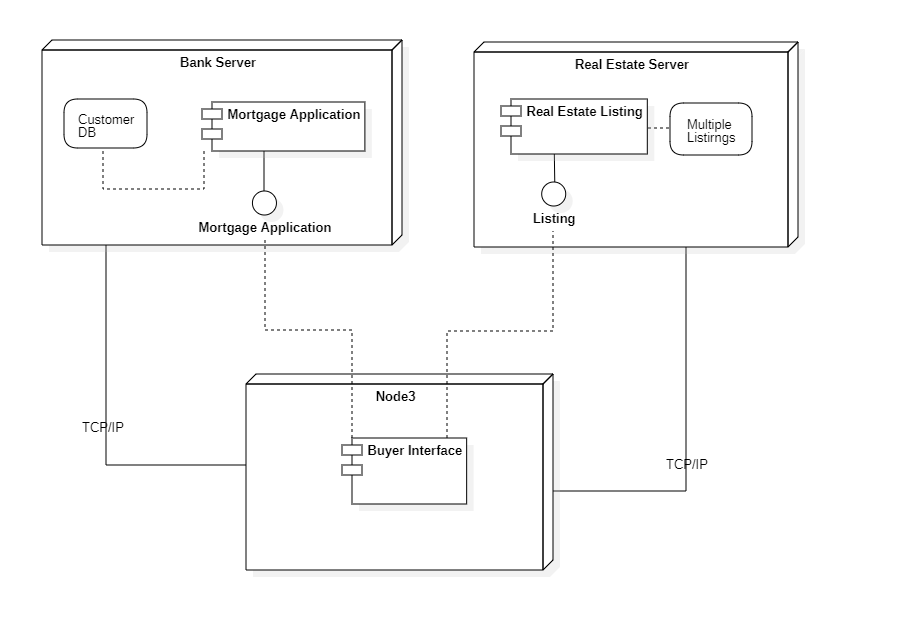 Bank Server
Customer
DB
Mortgage Application
Mortgage Application
Real Estate Server
Real Estate Listing
Multiple
Listirngs
Listing
Node3
Buyer Interface
TCP/IP
TCP/IP